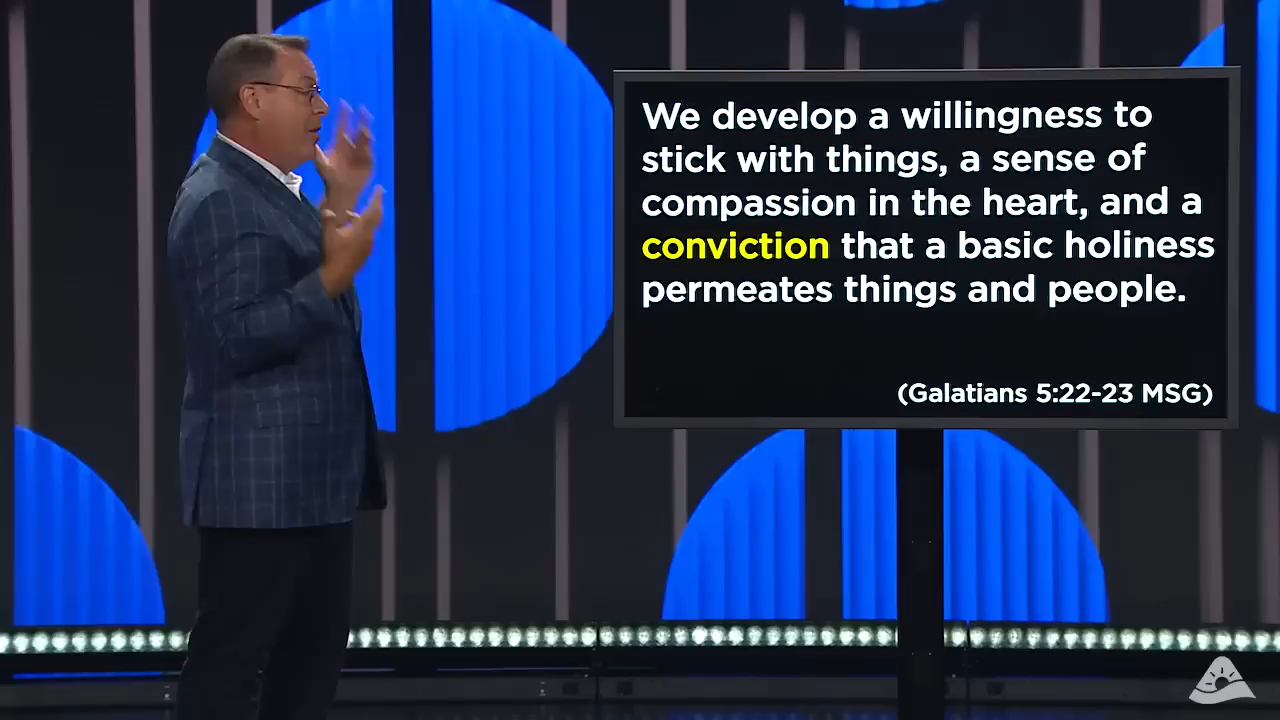 We develop a willingness to
stick with things, a sense of
compassion in the heart, and a
conviction that a basic holiness
permeates things and people.
(Galatians 5:22-23 MSG)